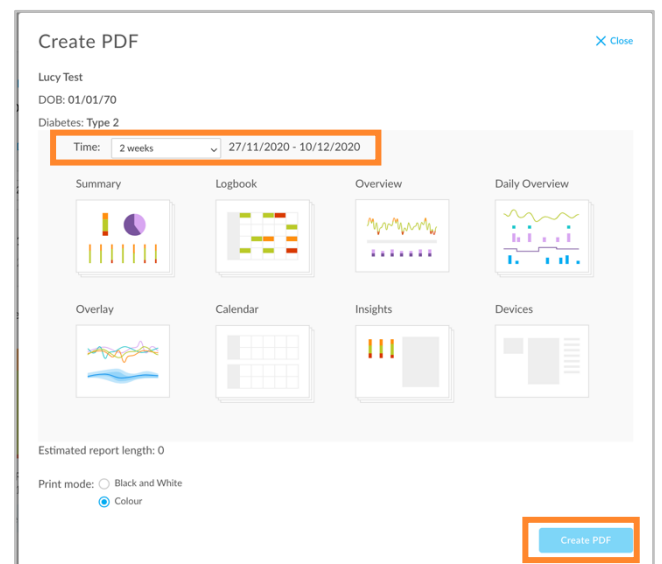 Create PDF
Close
Lucy Test
DOB: 01/01/70
Diabetes: Type 2
Time: 2 weeks 27/11/2020 - 10/12/2020
Summary Logbook Overview Daily Overview
Overlay Calendar Insights Devices
Estimated report length: 0
Print mode: Black and White
Colour
Create PDF